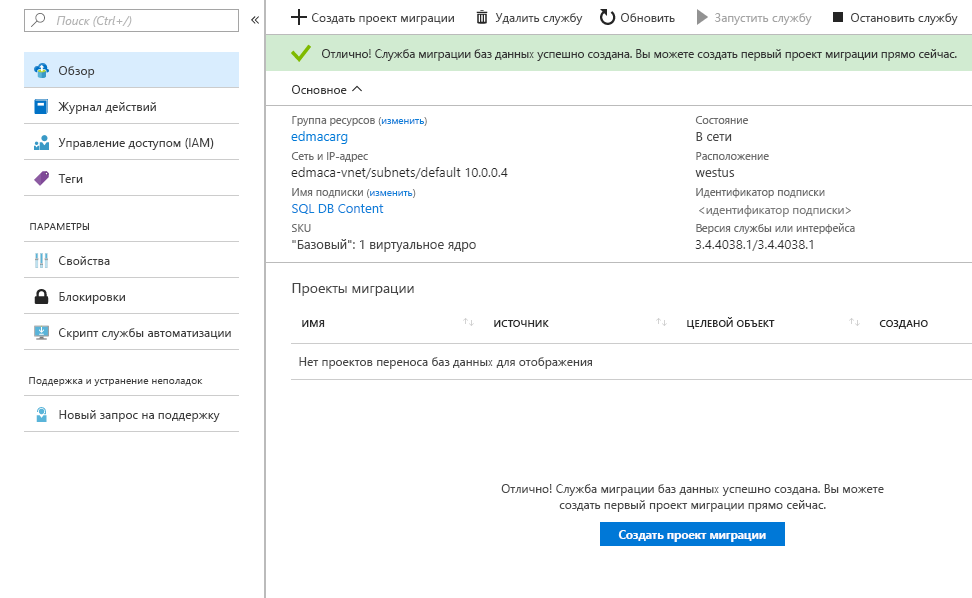 Поиск (Ctrl+/)
«
Обзор
Журнал действий
Управление доступом (IAM)
Теги
ПАРАМЕТРЫ
Свойства
Блокировки
Скрипт службы автоматизации
Поддержка и устранение неполадок
Новый запрос на поддержку
Создать проект миграции Удалить службу Обновить Запустить службу Остановить службу
Отлично! Служба миграции баз данных успешно создана. Вы можете создать первый проект миграции прямо сейчас.
Основное
Группа ресурсов (изменить)
edmacarg
Сеть и IP-адрес
edmaca-vnet/subnets/default 10.0.0.4
Имя подписки (изменить)
SQL DB Content
SKU
"Базовый": 1 виртуальное ядро
Состояние
В сети
Расположение
westus
Идентификатор подписки
<идентификатор подписки>
Версия службы или интерфейса
3.4.4038.1/3.4.4038.1
Проекты миграции
ИМЯ ИСТОЧНИК ЦЕЛЕВОЙ ОБЪЕКТ СОЗДАНО
Нет проектов переноса баз данных для отображения
Отлично! Служба миграции баз данных успешно создана. Вы можете
создать первый проект миграции прямо сейчас.
Создать проект миграции